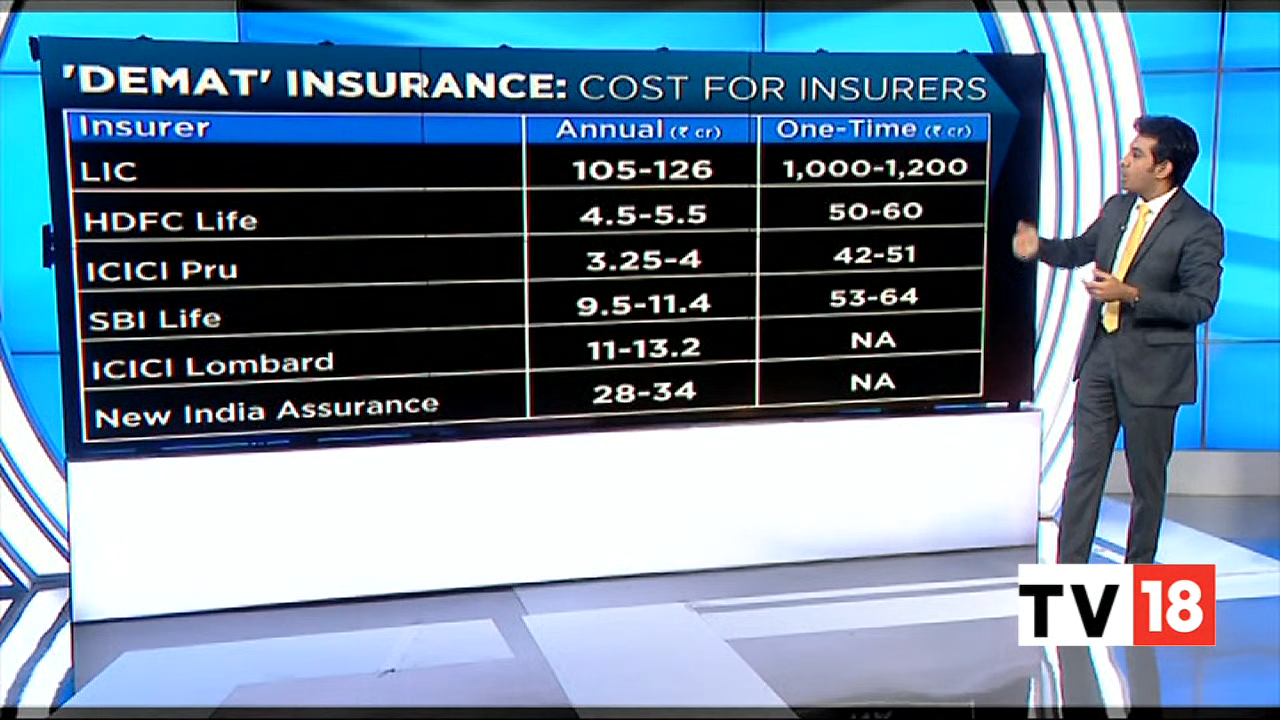 'DEMAT' INSURANCE: COST FOR INSURERS
Insurer Annual (₹ cr) One-Time (₹ cr)
LIC 105-126 1,000-1,200
HDFC Life 4.5-5.5 50-60
ICICI Pru 3.25-4 42-51
SBI Life 9.5-11.4 53-64
ICICI Lombard 11-13.2 NA
New India Assurance 28-34 NA
TV18